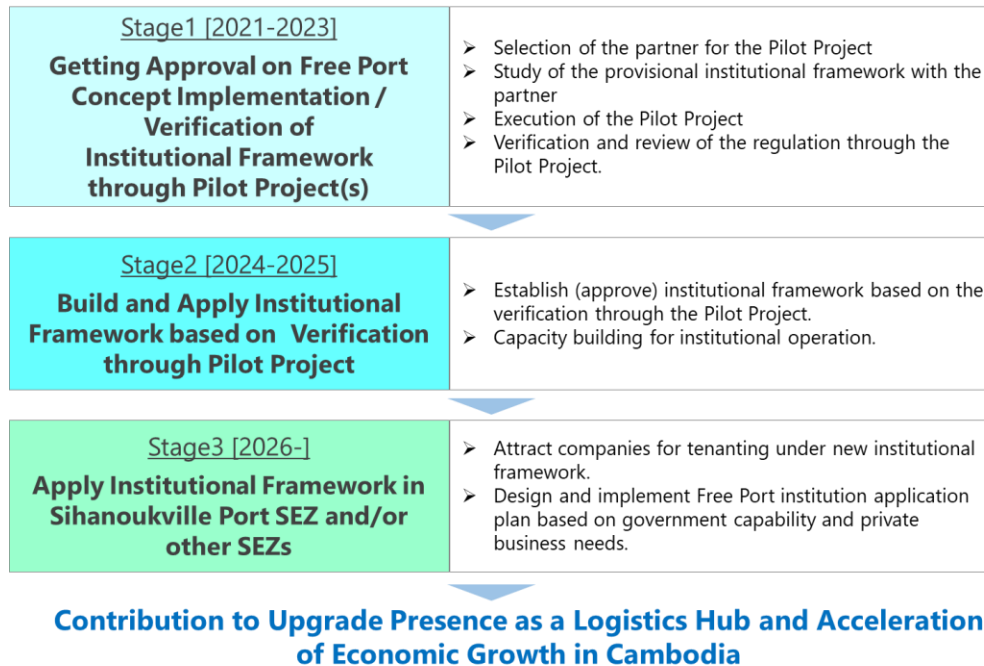 Stage1 [2021-2023]
Getting Approval on Free Port
Concept Implementation /
Verification of
Institutional Framework
through Pilot Project(s)
➢ Selection of the partner for the Pilot Project
➢ Study of the provisional institutional framework with the
partner
➢ Execution of the Pilot Project
➢ Verification and review of the regulation through the
Pilot Project.
Stage2 [2024-2025]
Build and Apply Institutional
Framework based on Verification
through Pilot Project
➢ Establish (approve) institutional framework based on the
verification through the Pilot Project.
➢ Capacity building for institutional operation.
Stage3 [2026-]
Apply Institutional Framework in
Sihanoukville Port SEZ and/or
other SEZs
➢ Attract companies for tenanting under new institutional
framework.
➢ Design and implement Free Port institution application
plan based on government capability and private
business needs.
Contribution to Upgrade Presence as a Logistics Hub and Acceleration
of Economic Growth in Cambodia